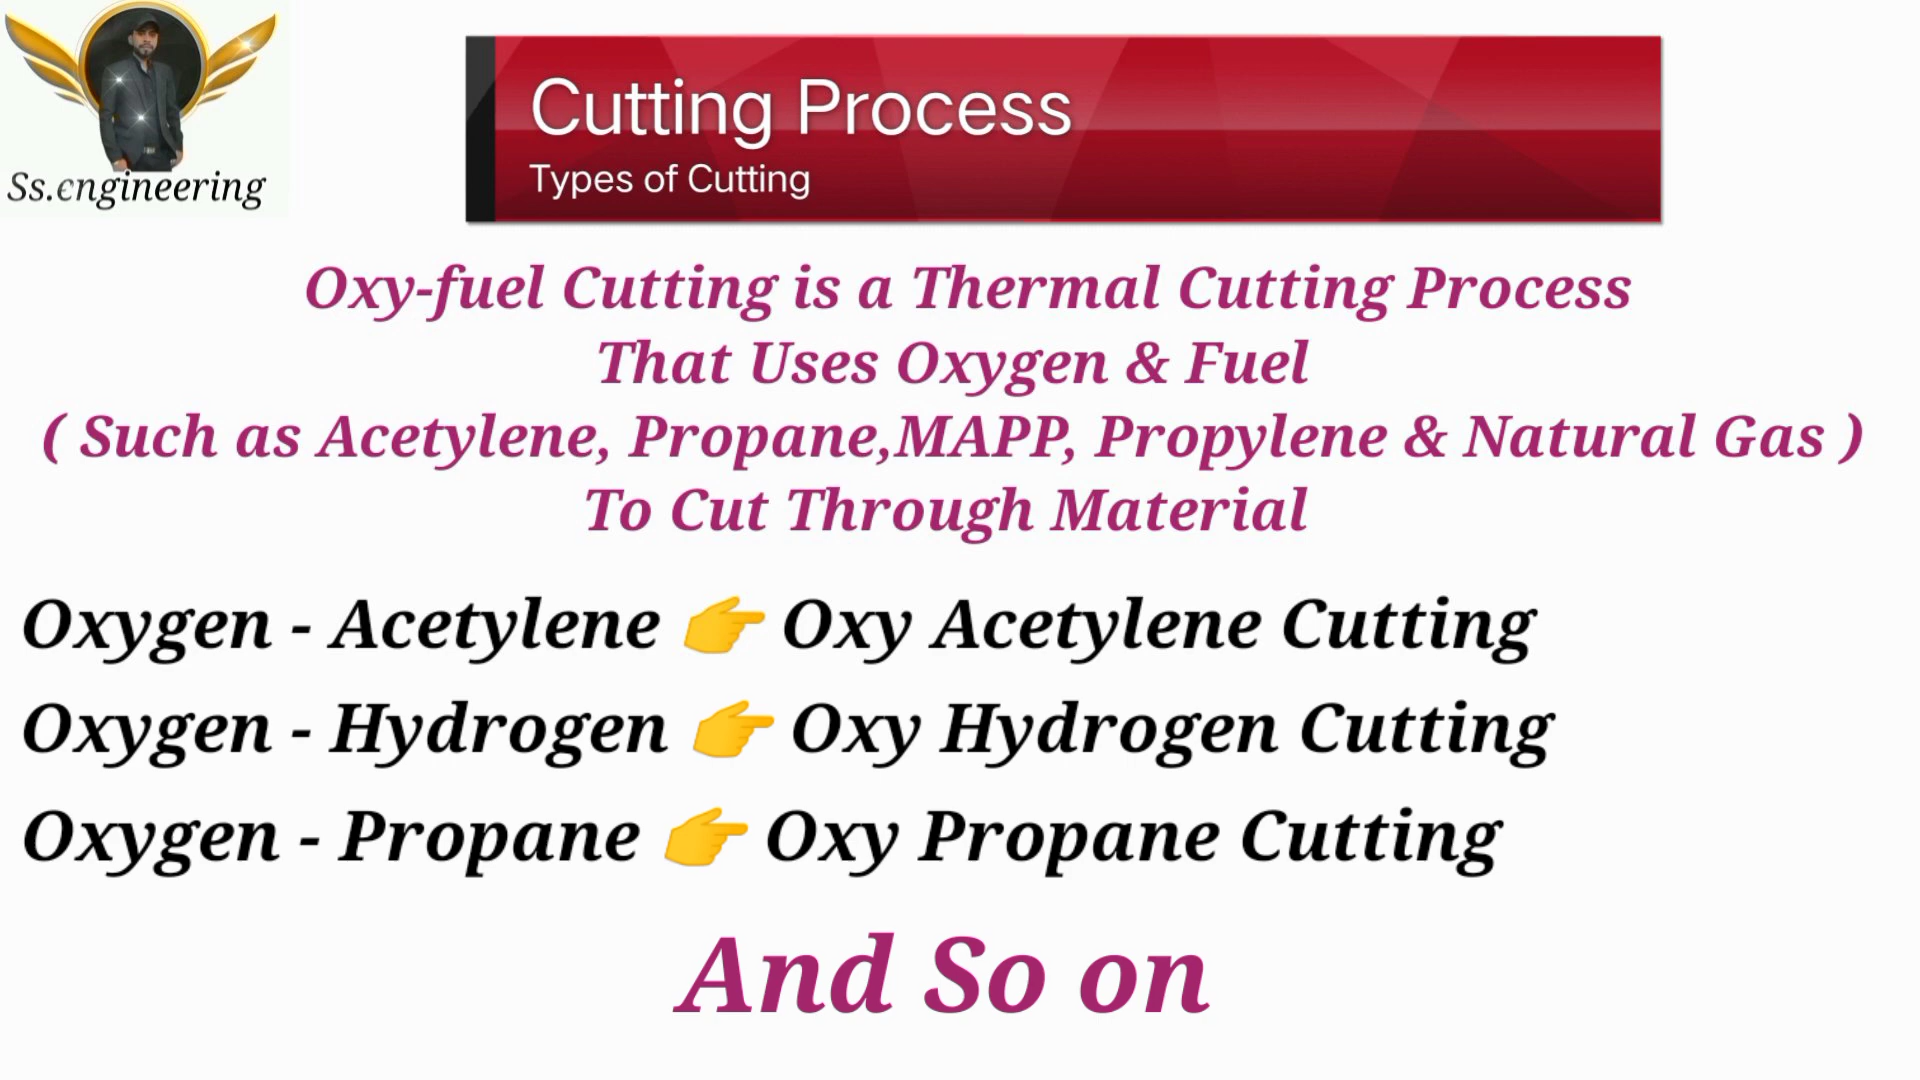 Ss.engineering
Cutting Process
Types of Cutting
Oxy-fuel Cutting is a Thermal Cutting Process
That Uses Oxygen & Fuel
( Such as Acetylene, Propane,MAPP, Propylene & Natural Gas )
To Cut Through Material
Oxygen - Acetylene 👉 Oxy Acetylene Cutting
Oxygen - Hydrogen 👉 Oxy Hydrogen Cutting
Oxygen - Propane 👉 Oxy Propane Cutting
And So on